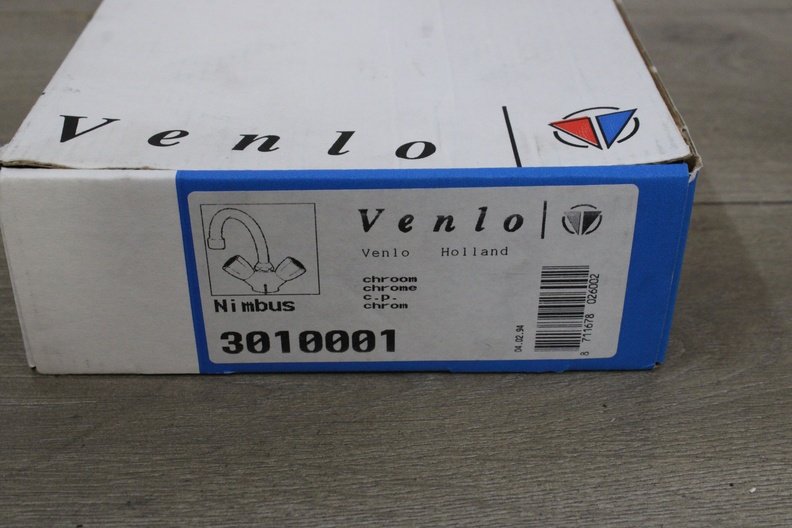 Venlo
Venlo
Venlo Holland
chroom
chrome
c.p.
chrom
Nimbus
3010001
04.02.94
8 711678 026002